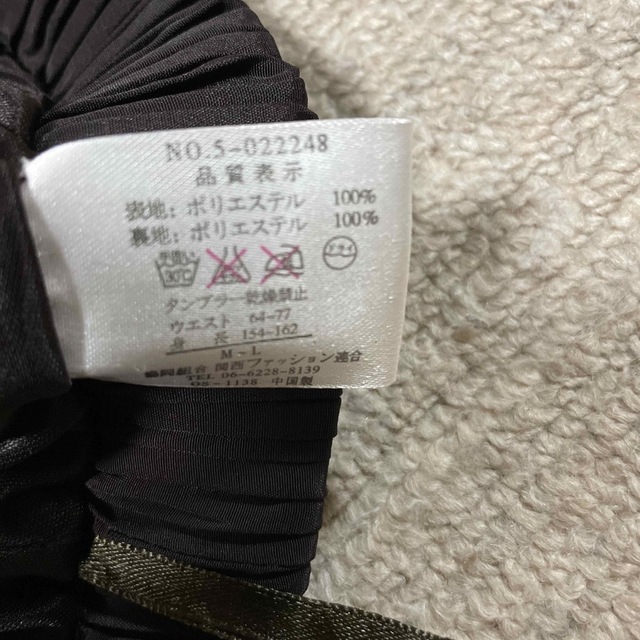 NO.5-022248
品質表示
表地: ポリエステル 100%
裏地: ポリエステル 100%
タンブラー乾燥禁止
ウエスト 64-77
身 長 154-162
M-L
関西ファッション連合
6228-8139
1138 中国製